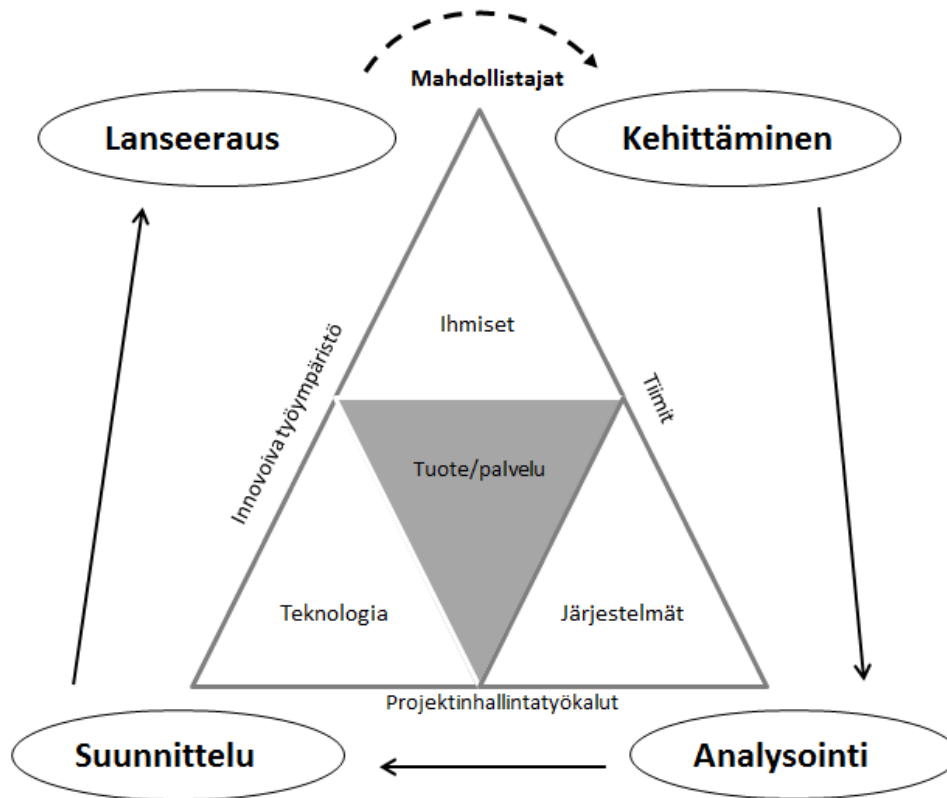 Mahdollistajat
Lanseeraus
Kehittäminen
Ihmiset
Innovoiva työympäristö
Tiimit
Tuote/palvelu
Teknologia
Järjestelmät
Projektinhallintatyökalut
Suunnittelu
Analysointi